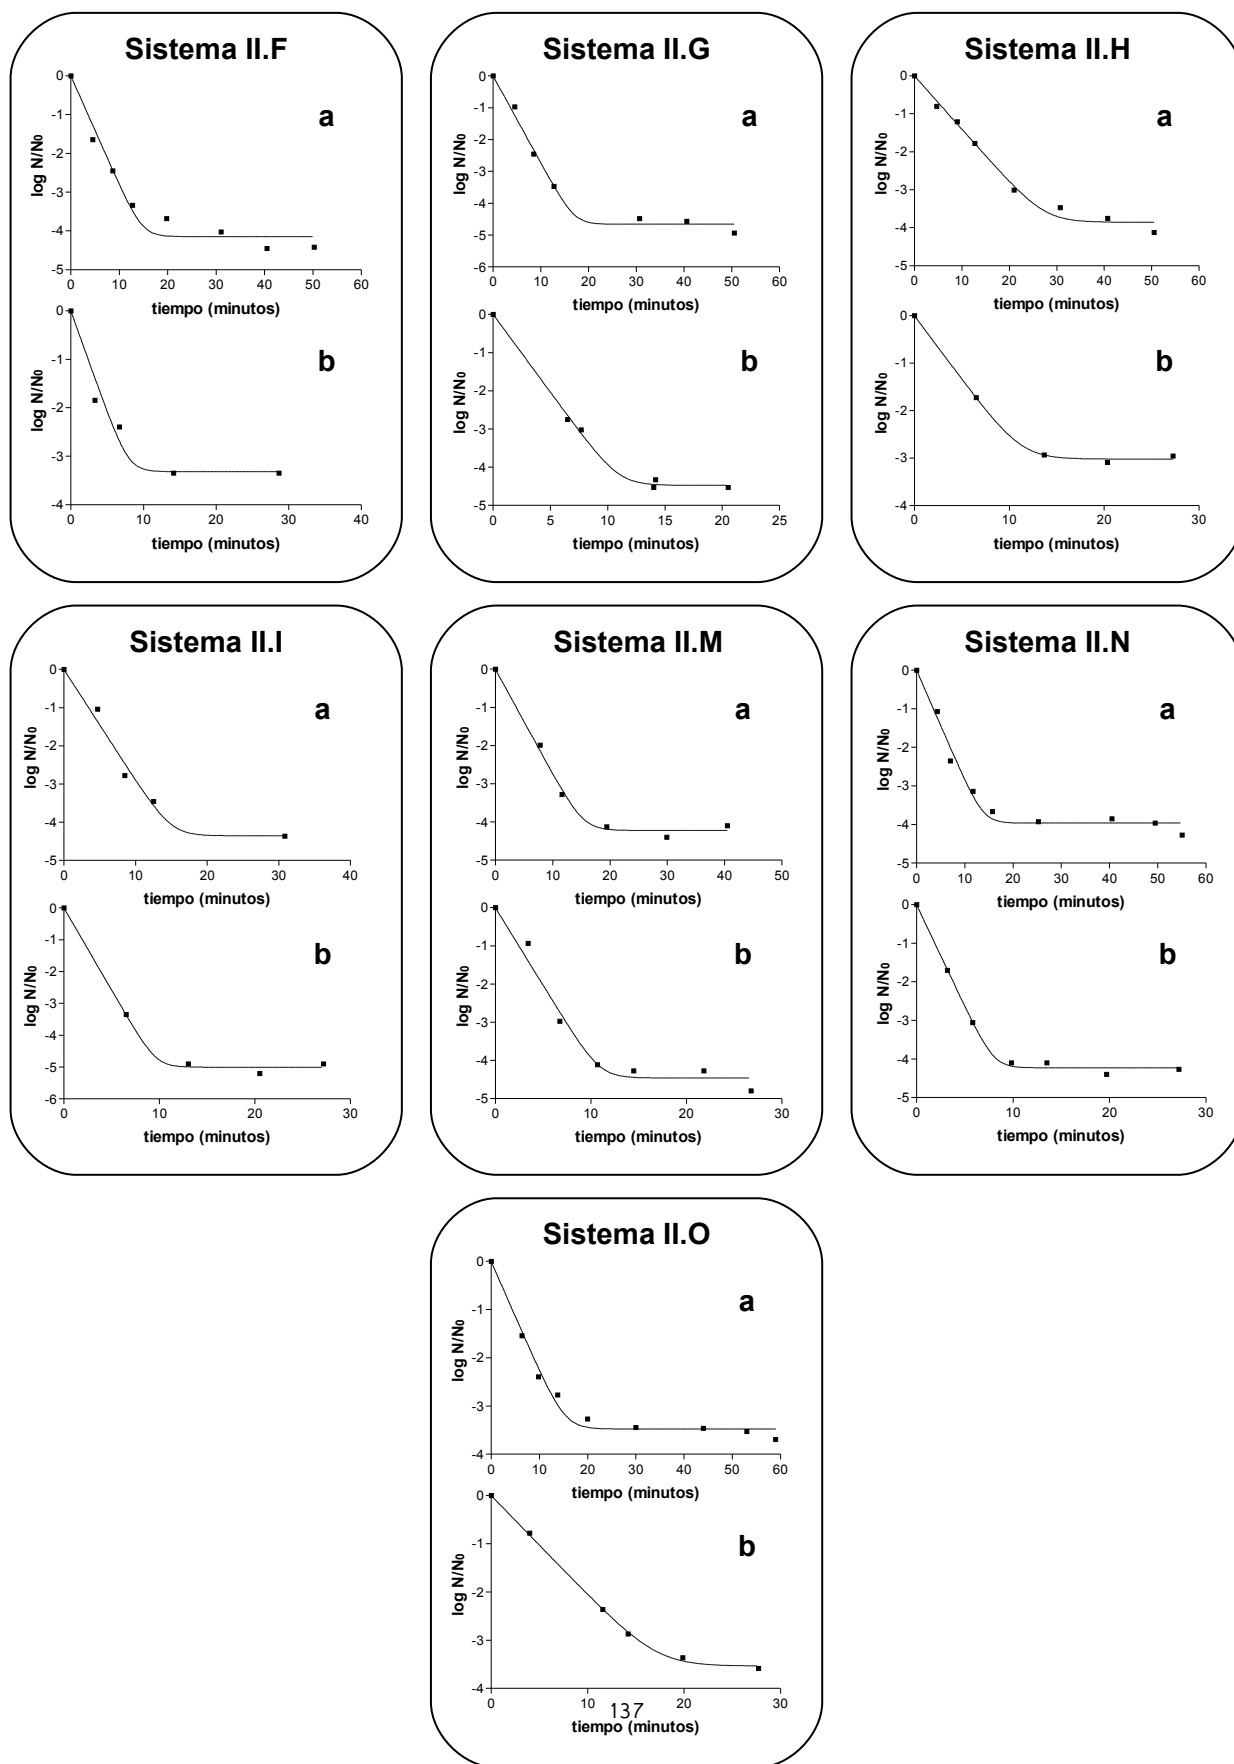 Sistema II.F
a
log N/N0
0
-1
-2
-3
-4
-5
0 10 20 30 40 50 60
tiempo (minutos)
b
log N/N0
0
-1
-2
-3
-4
0 10 20 30 40
tiempo (minutos)
Sistema II.G
a
log N/N0
0
-1
-2
-3
-4
-5
-6
0 10 20 30 40 50 60
tiempo (minutos)
b
log N/N0
0
-1
-2
-3
-4
-5
0 5 10 15 20 25
tiempo (minutos)
Sistema II.H
a
log N/N0
0
-1
-2
-3
-4
-5
0 10 20 30 40 50 60
tiempo (minutos)
b
log N/N0
0
-1
-2
-3
-4
0 10 20 30
tiempo (minutos)
Sistema II.I
a
log N/N0
0
-1
-2
-3
-4
-5
0 10 20 30 40
tiempo (minutos)
b
log N/N0
0
-1
-2
-3
-4
-5
-6
0 10 20 30
tiempo (minutos)
Sistema II.M
a
log N/N0
0
-1
-2
-3
-4
-5
0 10 20 30 40 50
tiempo (minutos)
b
log N/N0
0
-1
-2
-3
-4
-5
0 10 20 30
tiempo (minutos)
Sistema II.N
a
log N/N0
0
-1
-2
-3
-4
-5
0 10 20 30 40 50 60
tiempo (minutos)
b
log N/N0
0
-1
-2
-3
-4
-5
0 10 20 30
tiempo (minutos)
Sistema II.O
a
log N/N0
0
-1
-2
-3
-4
0 10 20 30 40 50 60
tiempo (minutos)
b
log N/N0
0
-1
-2
-3
-4
0 10 20 30
137
tiempo (minutos)